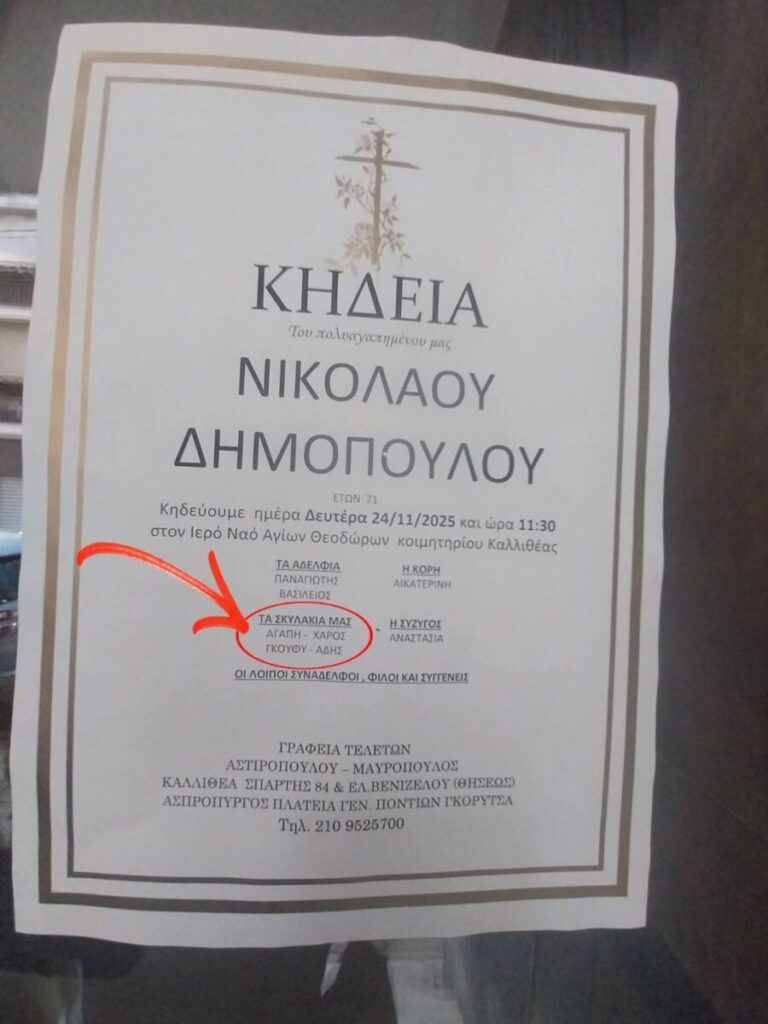 ΚΗΔΕΙΑ
Του πολυαγαπημένου μας
ΝΙΚΟΛΑΟΥ
ΔΗΜΟΠΟΥΛΟΥ
ΕΤΩΝ 71
Κηδεύουμε ημέρα Δευτέρα 24/11/2025 και ώρα 11:30
στον Ιερό Ναό Αγίων Θεοδώρων κοιμητηρίου Καλλιθέας
ΤΑ ΑΔΕΛΦΙΑ
ΠΑΝΑΓΙΩΤΗΣ
ΒΑΣΙΛΕΙΟΣ
Η ΚΟΡΗ
ΑΙΚΑΤΕΡΙΝΗ
ΤΑ ΣΚΥΛΑΚΙΑ ΜΑΣ
ΑΓΑΠΗ - ΧΑΡΟΣ
ΓΚΟΥΦΥ - ΑΔΗΣ
Η ΣΥΖΥΓΟΣ
ΑΝΑΣΤΑΣΙΑ
ΟΙ ΛΟΙΠΟΙ ΣΥΝΑΔΕΛΦΟΙ , ΦΙΛΟΙ ΚΑΙ ΣΥΓΓΕΝΕΙΣ
ΓΡΑΦΕΙΑ ΤΕΛΕΤΩΝ
ΑΣΤΙΡΟΠΟΥΛΟΥ – ΜΑΥΡΟΠΟΥΛΟΣ
ΚΑΛΛΙΘΕΑ ΣΠΑΡΤΗΣ 84 & ΕΛ.ΒΕΝΙΖΕΛΟΥ (ΘΗΣΕΩΣ)
ΑΣΠΡΟΠΥΡΓΟΣ ΠΛΑΤΕΙΑ ΓΕΝ. ΠΟΝΤΙΩΝ ΓΚΟΡΥΤΣΑ
Τηλ. 210 9525700